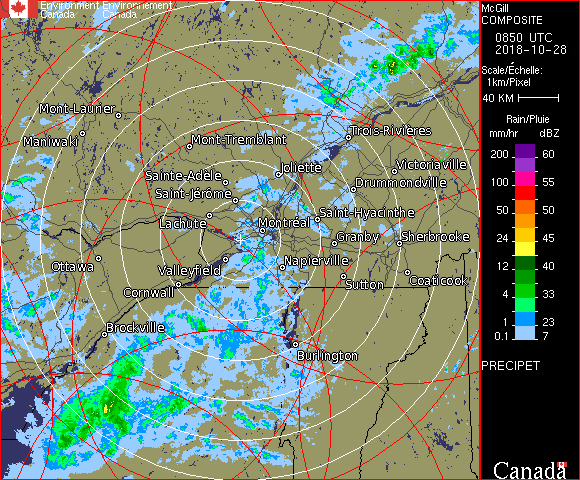 Environment Environnement
Canada Canada
McGill
COMPOSITE
0850 UTC
2018-10-28
Scale/Échelle:
1km/Pixel
40 KM
Rain/Pluie
mm/hr dBZ
200 60
100 55
50 50
24 45
12 40
4 33
1 23
0.1 7
PRECIPET
Canada
Mont-Laurier
Maniwaki
Mont-Tremblant
Trois-Rivières
Joliette
Victoriaville
Sainte-Adèle
Drummondville
Saint-Jérôme
Saint-Hyacinthe
Lachute
Montréal
Granby
Sherbrooke
Ottawa
Valleyfield
Napierville
Cornwall
Sutton
Coaticook
Brockville
Burlington